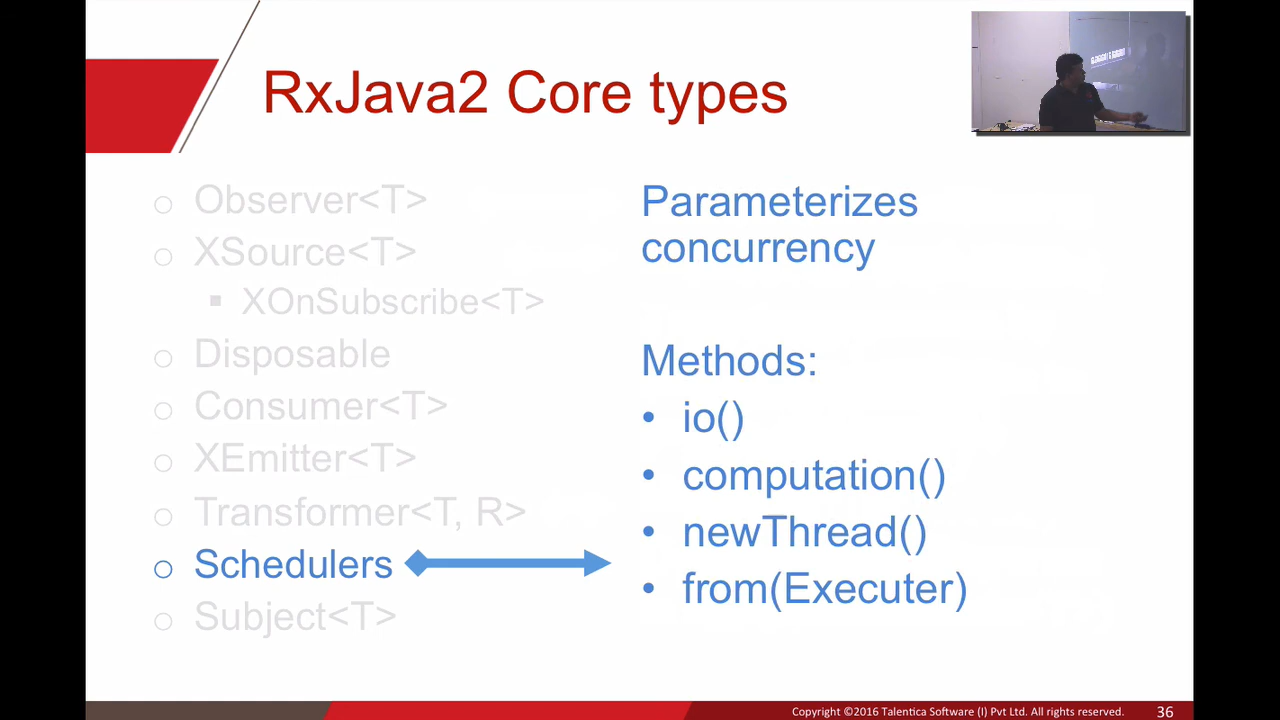 RxJava2 Core types
o Observer<T>
o XSource<T>
▪ XOnSubscribe<T>
o Disposable
o Consumer<T>
o XEmitter<T>
o Transformer<T, R>
o Schedulers
o Subject<T>
Parameterizes
concurrency
Methods:
• io()
• computation()
• newThread()
• from(Executer)
Copyright ©2016 Talentica Software (I) Pvt Ltd. All rights reserved.
36